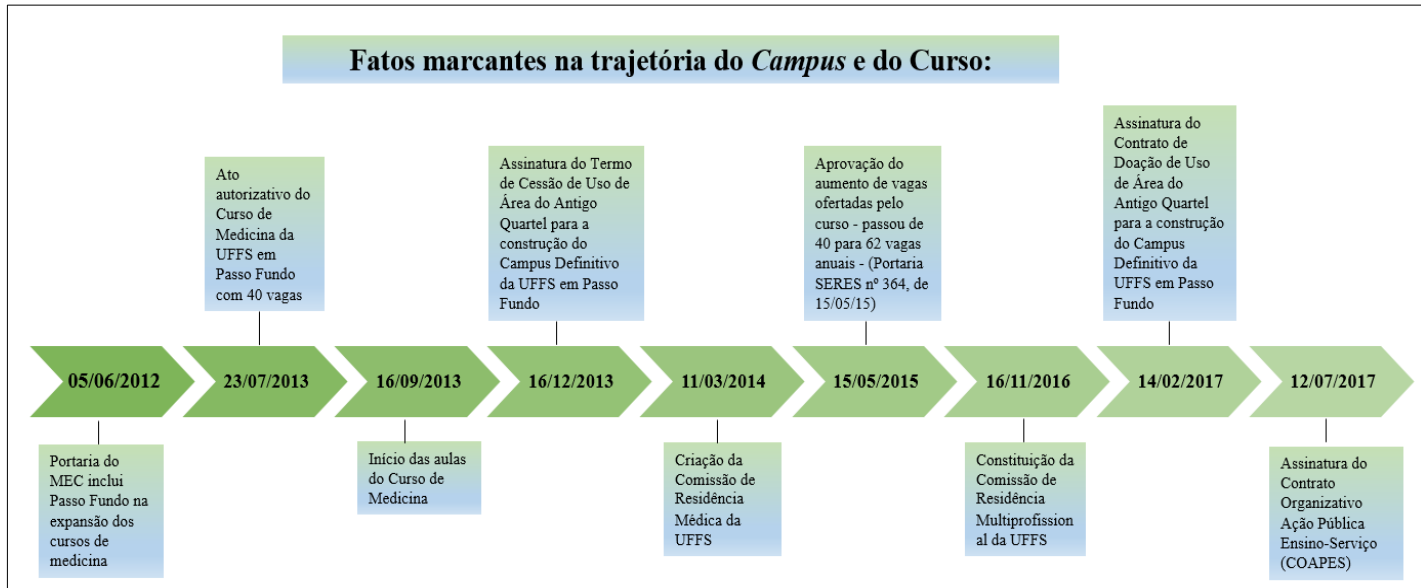 Fatos marcantes na trajetória do Campus e do Curso:
Ato
autorizativo do
Curso de
Medicina da
UFFS em
Passo Fundo
com 40 vagas
Assinatura do Termo
de Cessão de Uso de
Área do Antigo
Quartel para a
construção do
Campus Definitivo
da UFFS em Passo
Fundo
Aprovação do
aumento de vagas
ofertadas pelo
curso - passou de
40 para 62 vagas
anuais - (Portaria
SERES nº 364, de
15/05/15)
Assinatura do
Contrato de
Doação de Uso
de Área do
Antigo Quartel
para a construção
do Campus
Definitivo da
UFFS em Passo
Fundo
05/06/2012
23/07/2013
16/09/2013
16/12/2013
11/03/2014
15/05/2015
16/11/2016
14/02/2017
12/07/2017
Portaria do
MEC inclui
Passo Fundo na
expansão dos
cursos de
medicina
Início das aulas
do Curso de
Medicina
Criação da
Comissão de
Residência
Médica da
UFFS
Constituição da
Comissão de
Residência
Multiprofission
al da UFFS
Assinatura do
Contrato
Organizativo
Ação Pública
Ensino-Serviço
(COAPES)